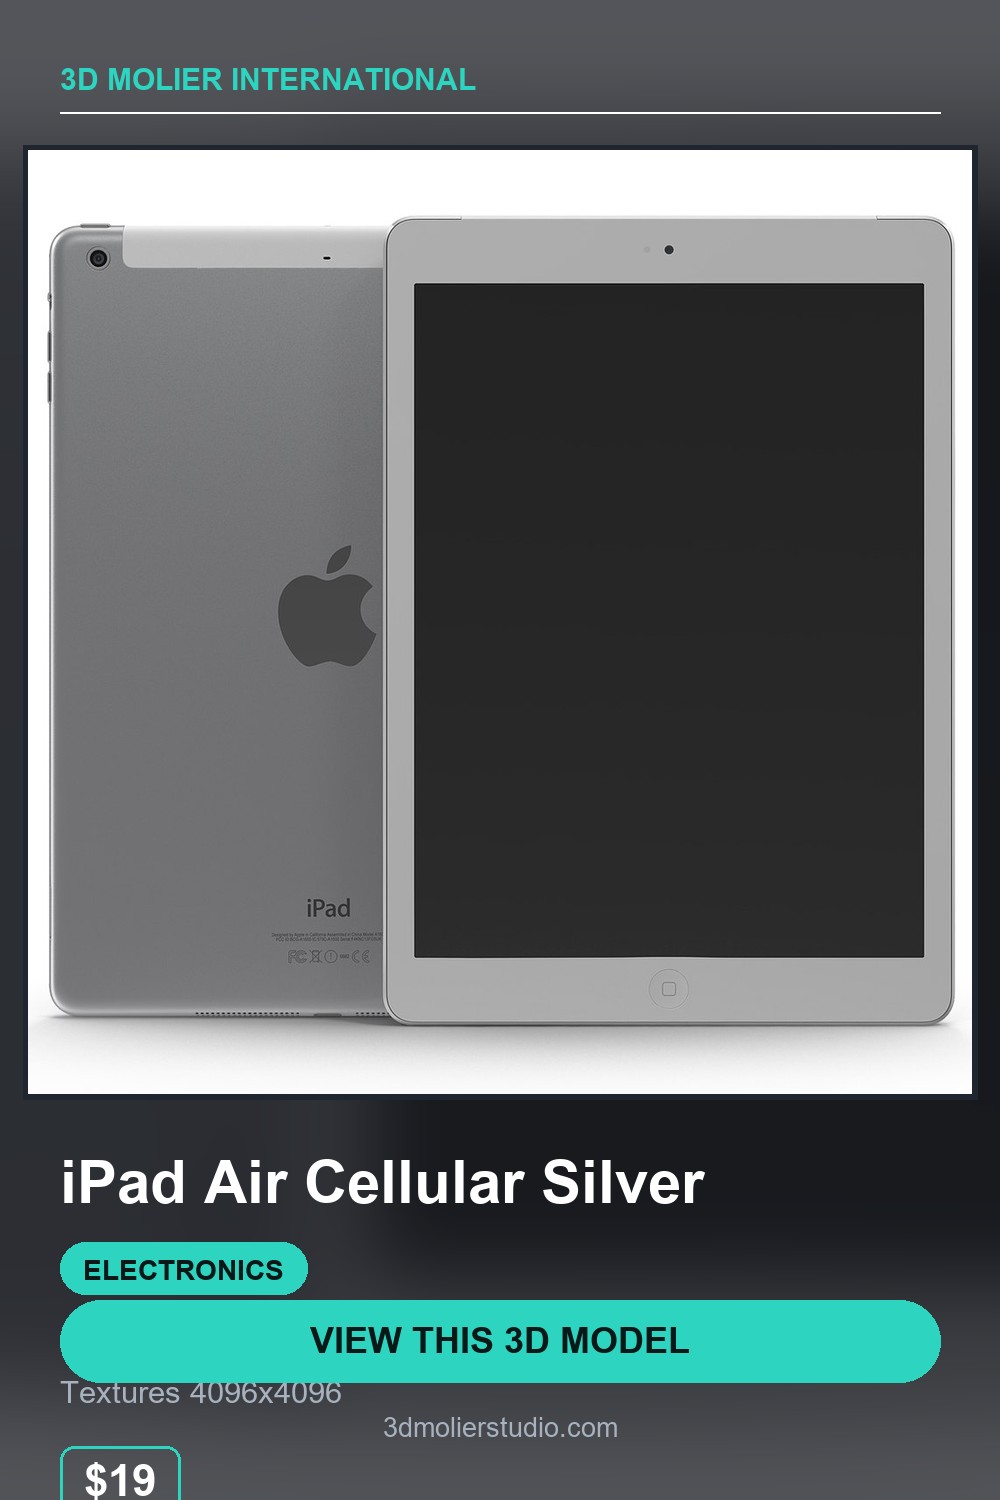 3D MOLIER INTERNATIONAL
iPad
iPad Air Cellular Silver
ELECTRONICS
VIEW THIS 3D MODEL
Textures 4096x4096
3dmolierstudio.com
$19